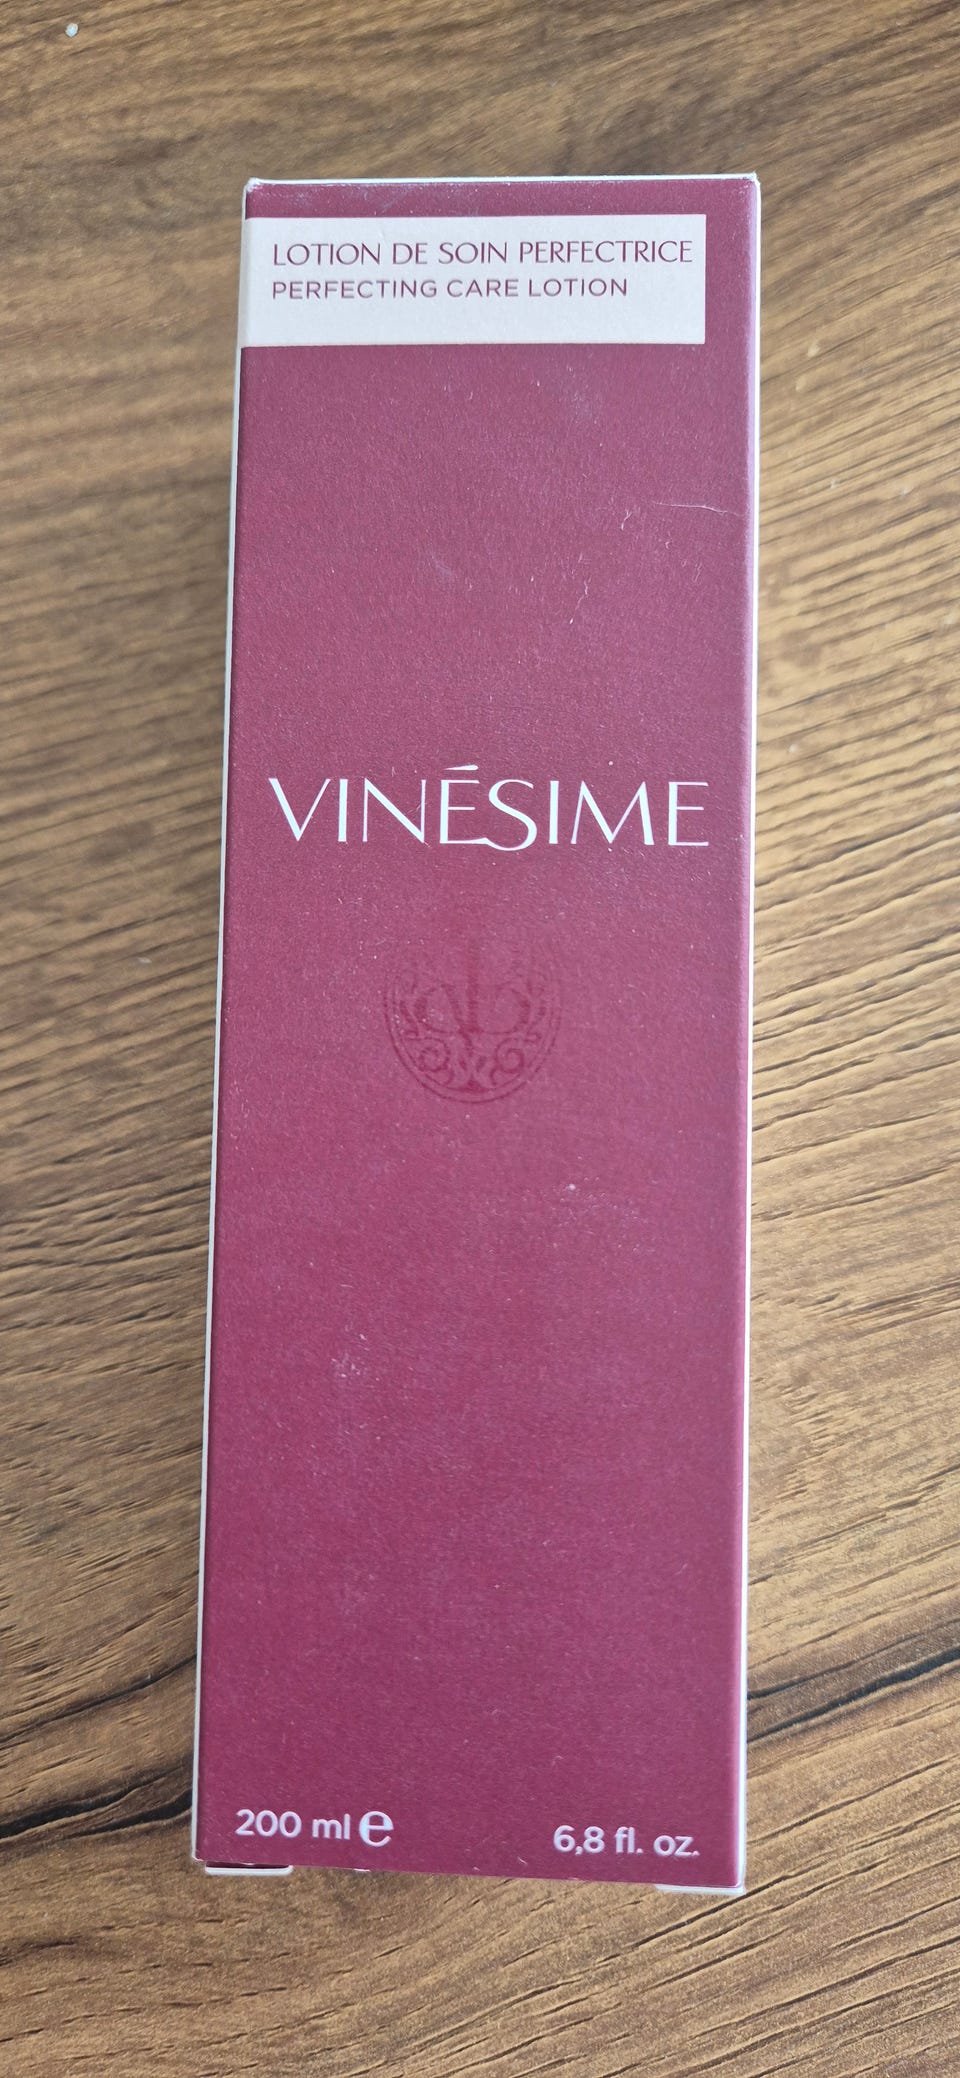 LOTION DE SOIN PERFECTRICE
PERFECTING CARE LOTION
VINÉSIME
200 ml ℮
6,8 fl. oz.